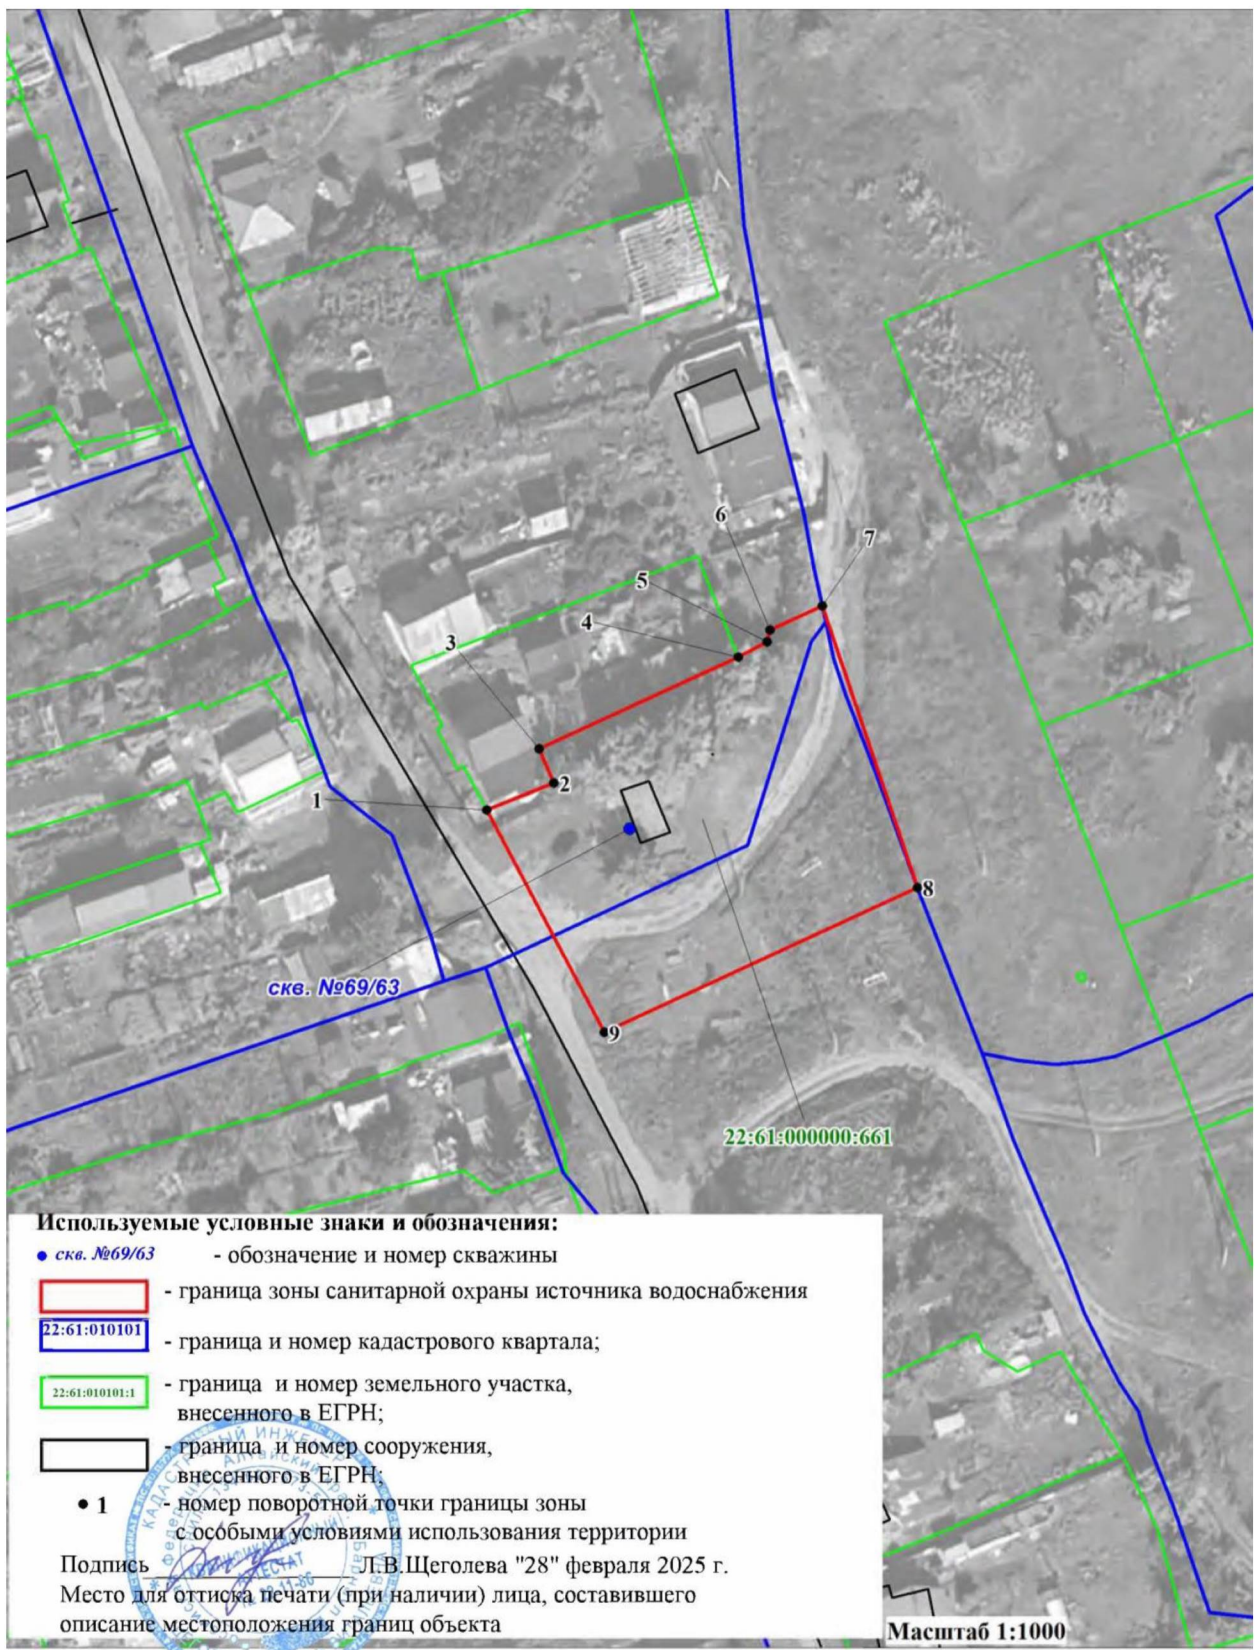 6
7
5
4
3
2
1
8
скв. №69/63
9
22:61:000000:661
Используемые условные знаки и обозначения:
скв. №69/63 - обозначение и номер скважины
- граница зоны санитарной охраны источника водоснабжения
22:61:010101 - граница и номер кадастрового квартала;
22:61:010101:1 - граница и номер земельного участка,
внесенного в ЕГРН;
- граница и номер сооружения,
внесенного в ЕГРН;
• 1 - номер поворотной точки границы зоны
с особыми условиями использования территории
Подпись Л.В.Щеголева "28" февраля 2025 г.
Место для оттиска печати (при наличии) лица, составившего
описание местоположения границ объекта
Масштаб 1:1000
КАДАСТРОВЫЙ ИНЖЕНЕР